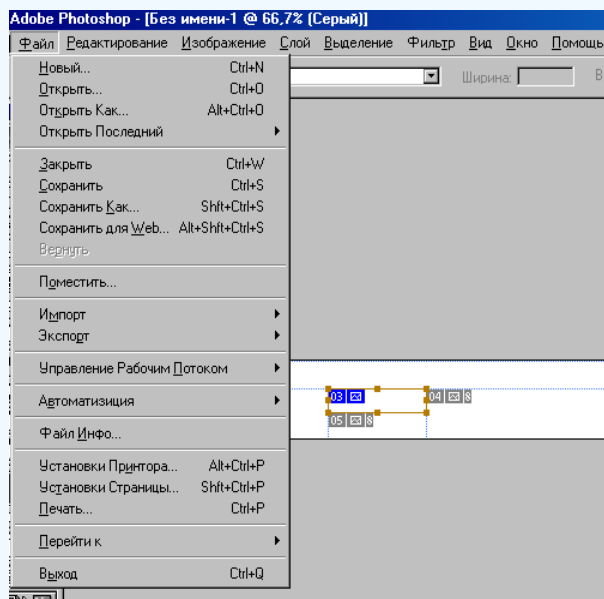 Adobe Photoshop - [Без имени-1 @ 66,7% (Серый)]
Файл Редактирование Изображение Слой Выделение Фильтр Вид Окно Помощь
Новый... Ctrl+N
Ширина: В
Открыть... Ctrl+O
Открыть Как... Alt+Ctrl+O
Открыть Последний
Закрыть Ctrl+W
Сохранить Ctrl+S
Сохранить Как... Shft+Ctrl+S
Сохранить для Web... Alt+Shft+Ctrl+S
Вернуть
Поместить...
Импорт
Экспорт
Управление Рабочим Потоком
Автоматизиция
03 04 8
05 8
Файл Инфо...
Установки Принтора... Alt+Ctrl+P
Установки Страницы... Shft+Ctrl+P
Печать... Ctrl+P
Перейти к
Выход Ctrl+Q